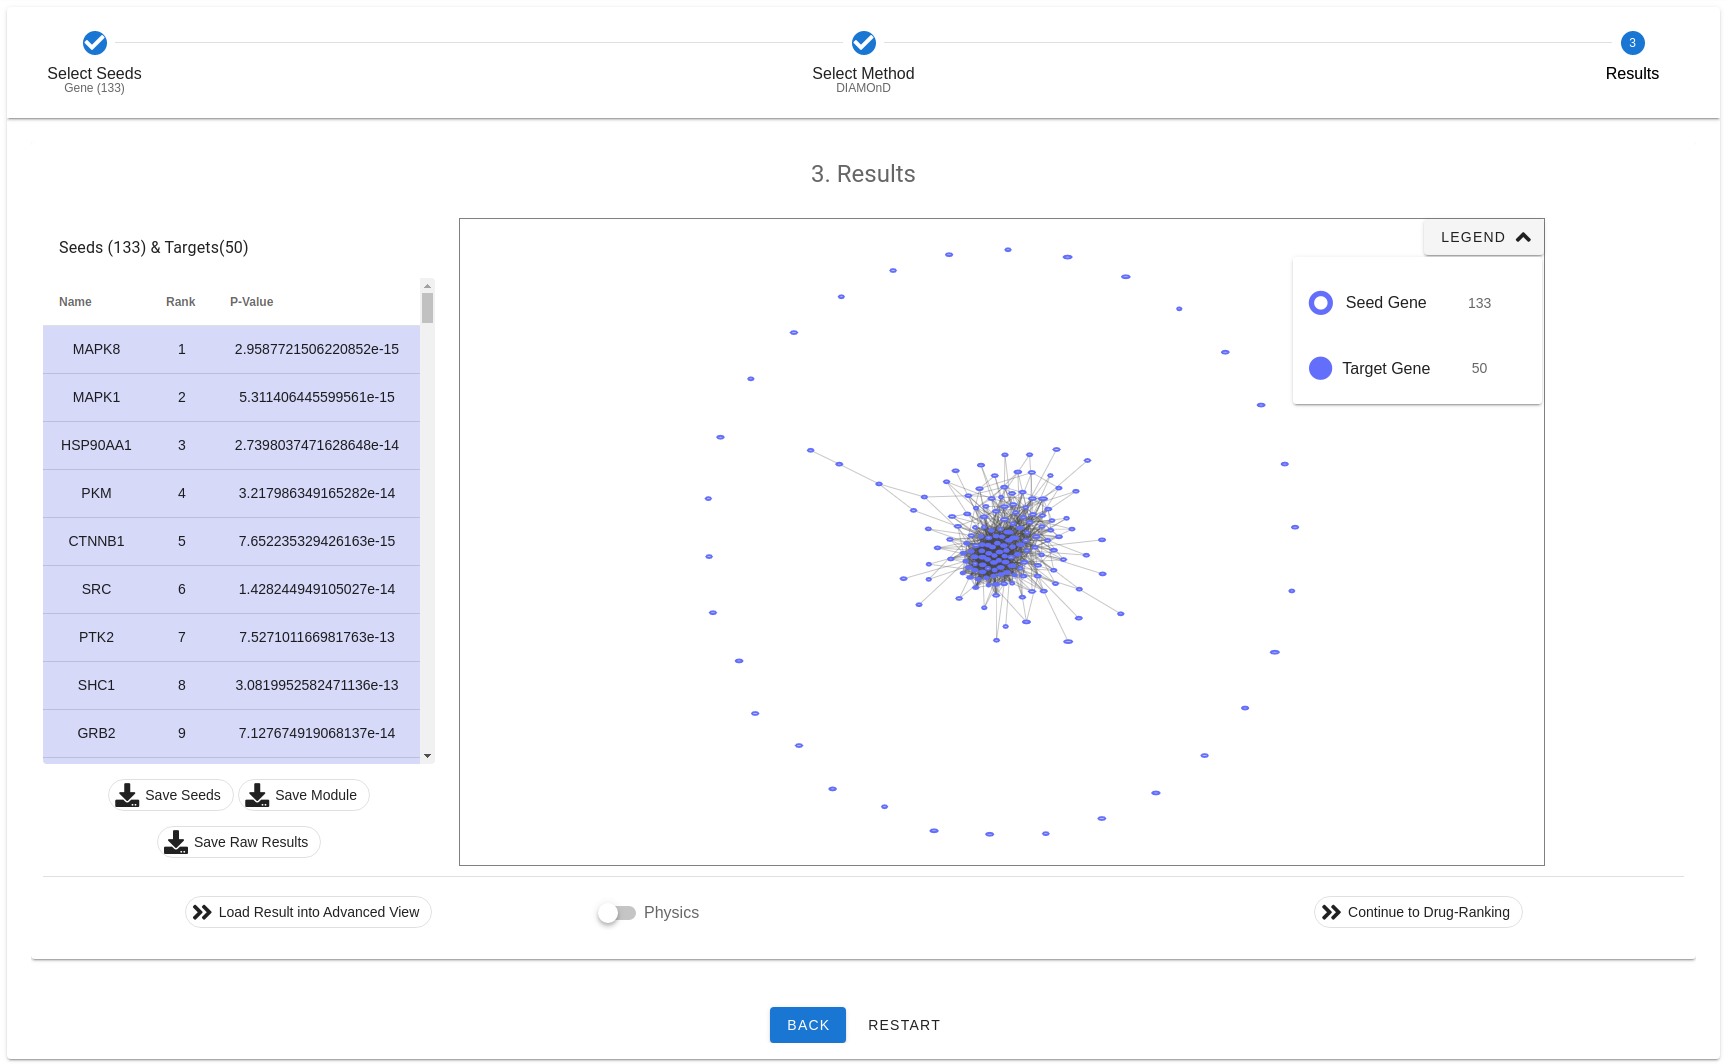 Select Seeds
Gene (133)
Select Method
DIAMOnD
3
Results
3. Results
Seeds (133) & Targets(50)
Name Rank P-Value
MAPK8 1 2.9587721506220852e-15
MAPK1 2 5.311406445599561e-15
HSP90AA1 3 2.7398037471628648e-14
PKM 4 3.217986349165282e-14
CTNNB1 5 7.652235329426163e-15
SRC 6 1.428244949105027e-14
PTK2 7 7.527101166981763e-13
SHC1 8 3.0819952582471136e-13
GRB2 9 7.127674919068137e-14
Save Seeds
Save Module
Save Raw Results
LEGEND
Seed Gene 133
Target Gene 50
Load Result into Advanced View
Physics
Continue to Drug-Ranking
BACK
RESTART